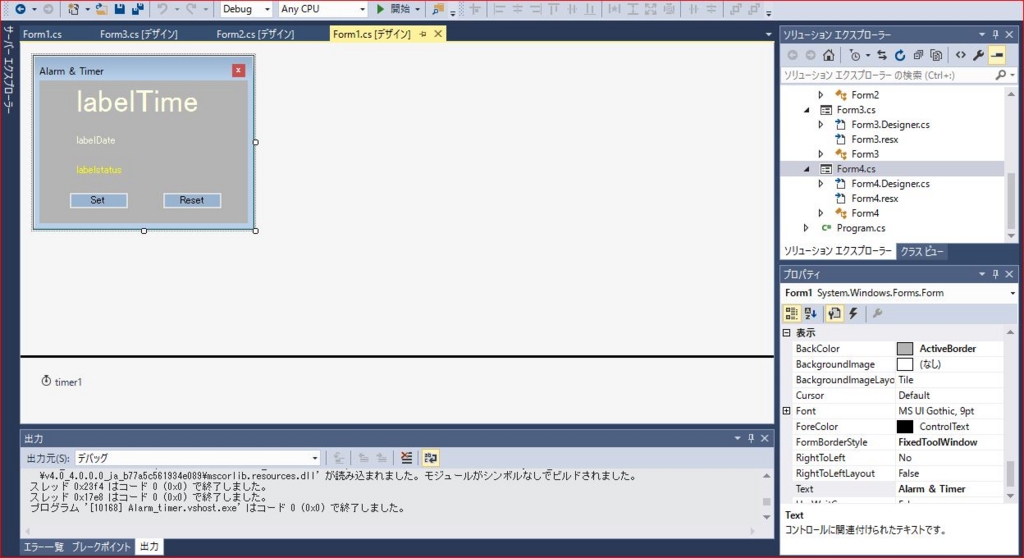 Debug
Any CPU
開始
サーバー エクスプローラー
Form1.cs
Form3.cs [デザイン]
Form2.cs [デザイン]
Form1.cs [デザイン]
Alarm & Timer
labelTime
labelDate
labelstatus
Set
Reset
timer1
出力
出力元(S): デバッグ
¥v4.0_4.0.0.0_ja_b77a5c561934e089¥mscorlib.resources.dll' が読み込まれました。モジュールがシンボルなしでビルドされました。
スレッド 0x23f4 はコード 0 (0x0) で終了しました。
スレッド 0x17e8 はコード 0 (0x0) で終了しました。
プログラム '[10168] Alarm_timer.vshost.exe' はコード 0 (0x0) で終了しました。
エラー一覧
ブレークポイント
出力
ソリューション エクスプローラー
ソリューション エクスプローラー の検索 (Ctrl+:)
Form2
Form3.cs
Form3.Designer.cs
Form3.resx
Form3
Form4.cs
Form4.Designer.cs
Form4.resx
Form4
C# Program.cs
ソリューション エクスプローラー
クラス ビュー
プロパティ
Form1 System.Windows.Forms.Form
表示
BackColor ActiveBorder
BackgroundImage (なし)
BackgroundImageLayo Tile
Cursor Default
Font MS UI Gothic, 9pt
ForeColor ControlText
FormBorderStyle FixedToolWindow
RightToLeft No
RightToLeftLayout False
Text Alarm & Timer
Text
コントロールに関連付けられたテキストです。